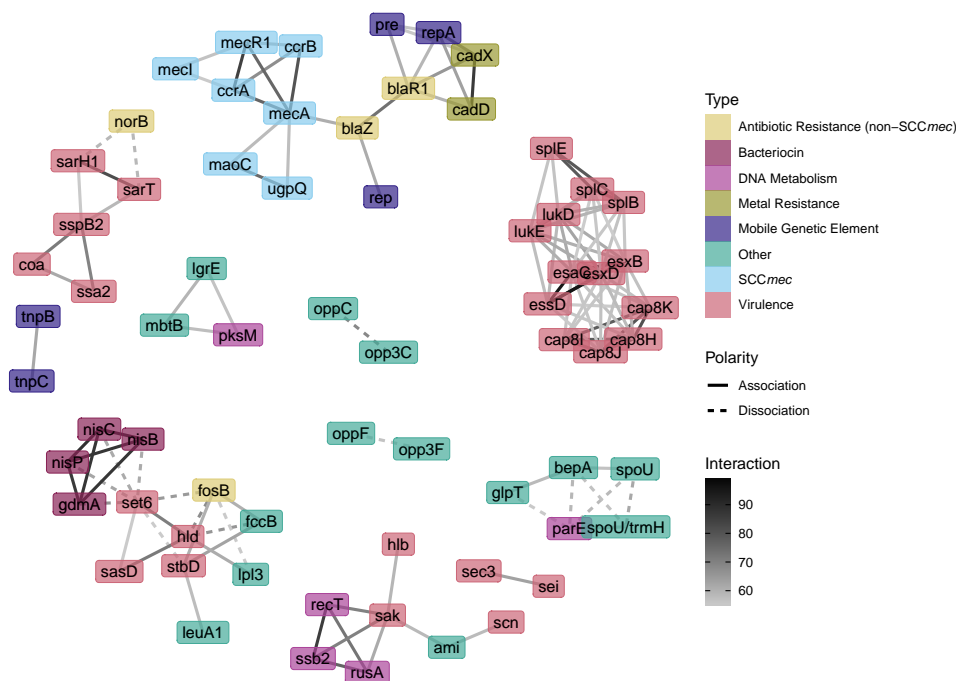 pre
repA
mecR1
ccrB
cadX
mecI
ccrA
blaR1
cadD
mecA
norB
blaZ
sarH1
maoC
sarT
ugpQ
rep
sspB2
coa
ssa2
lgrE
mbtB
pksM
oppC
opp3C
tnpB
tnpC
splE
splC
splB
lukD
lukE
esxB
esaG
esxD
essD
cap8K
cap8I
cap8H
cap8J
nisC
nisB
nisP
gdmA
set6
fosB
fccB
hld
sasD
stbD
lpl3
leuA1
oppF
opp3F
bepA
spoU
glpT
parE
spoU/trmH
hlb
sec3
sei
recT
sak
scn
ami
ssb2
rusA
Type
Antibiotic Resistance (non−SCCmec)
Bacteriocin
DNA Metabolism
Metal Resistance
Mobile Genetic Element
Other
SCCmec
Virulence
Polarity
Association
Dissociation
Interaction
90
80
70
60